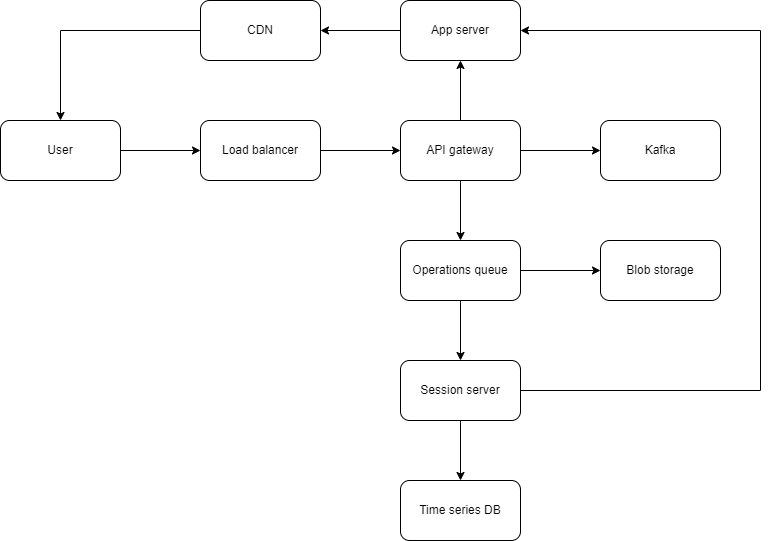 CDN
App server
User
Load balancer
API gateway
Kafka
Operations queue
Blob storage
Session server
Time series DB